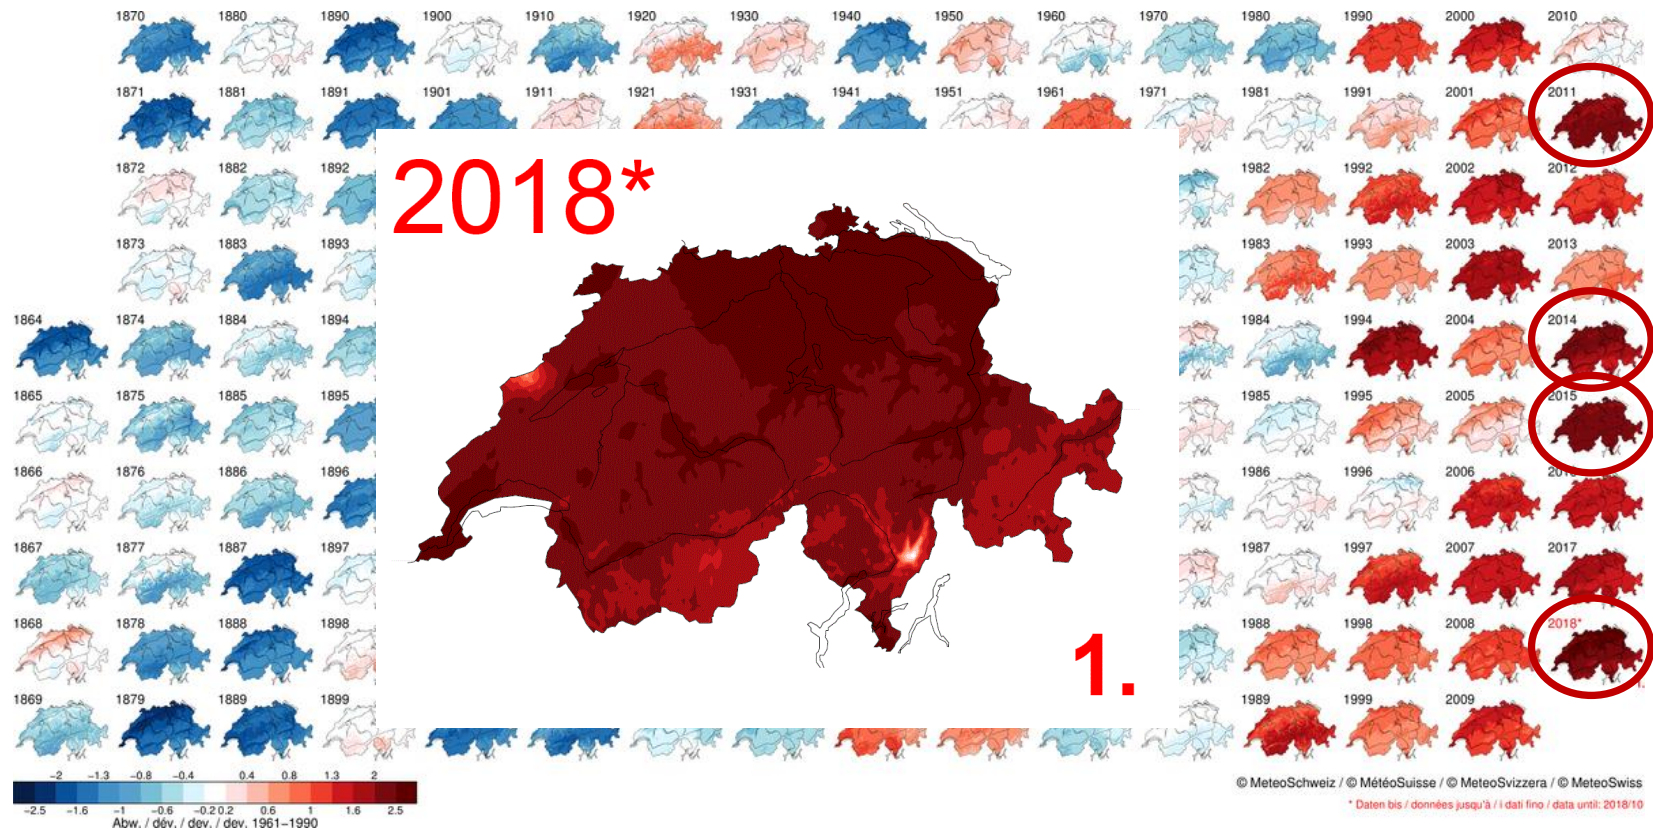 1870 1880 1890 1900 1910 1920 1930 1940 1950 1960 1970 1980 1990 2000 2010
1871 1881 1891 1901 1911 1921 1931 1941 1951 1961 1971 1981 1991 2001 2011
1872 1882 1892 1982 1992 2002 2012
2018*
1873 1883 1893 1983 1993 2003 2013
1864 1874 1884 1894 1984 1994 2004 2014
1865 1875 1885 1895 1985 1995 2005 2015
1866 1876 1886 1896 1986 1996 2006
1867 1877 1887 1897 1987 1997 2007 2017
1868 1878 1888 1898 1988 1998 2008 2018*
1.
1.
1869 1879 1889 1899 1989 1999 2009
−2 −1.3 −0.8 −0.4 0.4 0.8 1.3 2
−2.5 −1.6 −1 −0.6 −0.2 0.2 0.6 1 1.6 2.5
Abw. / dév. / dev. / dev. 1961−1990
© MeteoSchweiz / © MétéoSuisse / © MeteoSvizzera / © MeteoSwiss
* Daten bis / données jusqu'à / i dati fino / data until: 2018/10